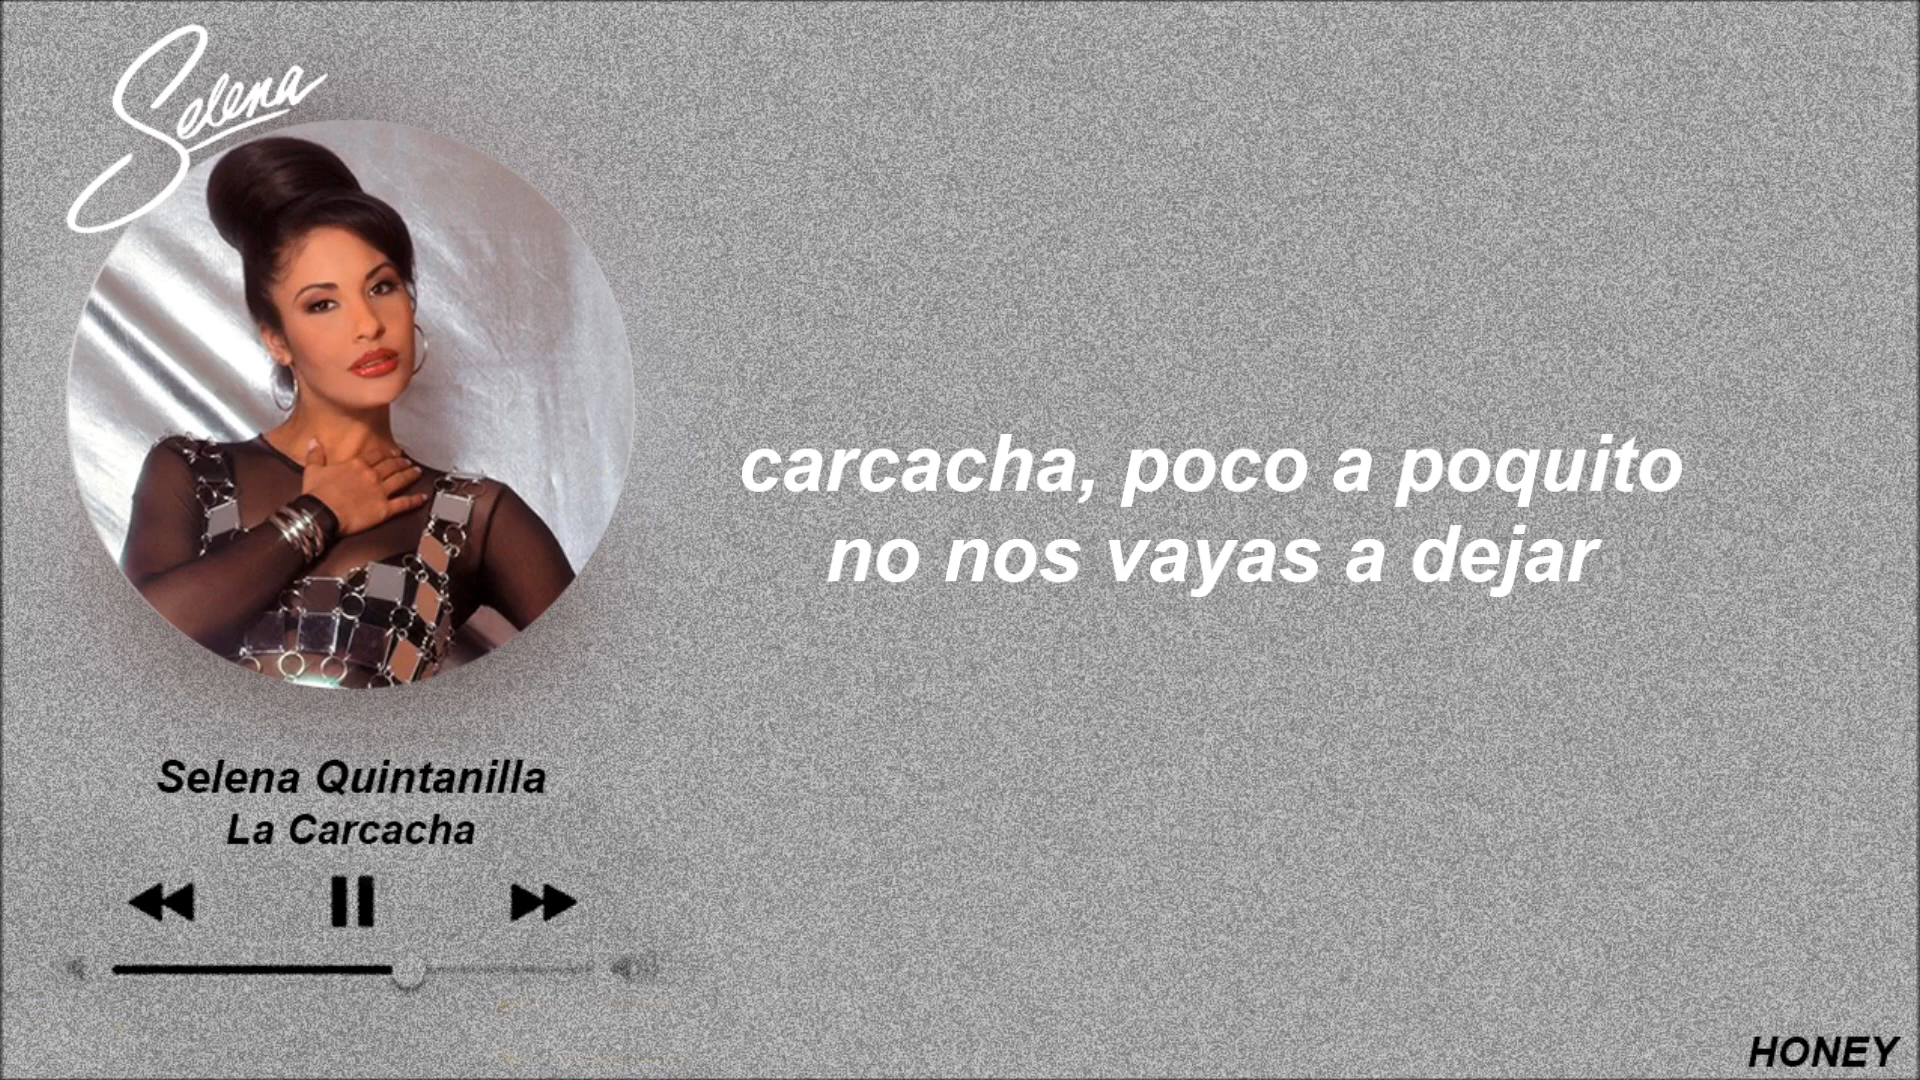 Selena
carcacha, poco a poquito
no nos vayas a dejar
Selena Quintanilla
La Carcacha
HONEY